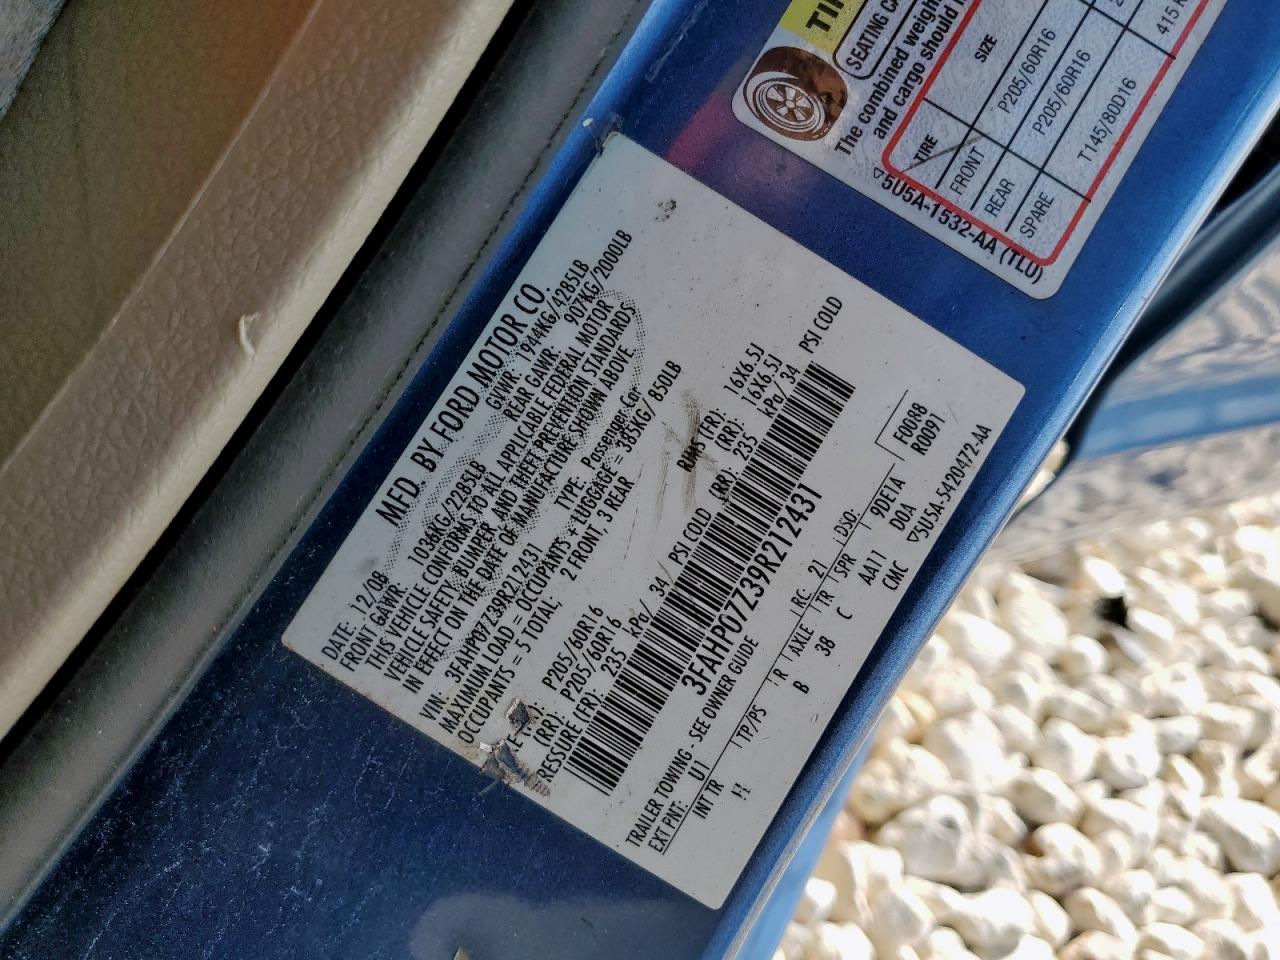 MFD. BY FORD MOTOR CO.
DATE: 12/08 GVWR: 1944KG/4285LB
FRONT GAWR: 1036KG/2285LB REAR GAWR: 907KG/2000LB
THIS VEHICLE CONFORMS TO ALL APPLICABLE FEDERAL MOTOR
VEHICLE SAFETY, BUMPER, AND THEFT PREVENTION STANDARDS
IN EFFECT ON THE DATE OF MANUFACTURE SHOWN ABOVE
VIN: 3FAHP07Z39R212431 TYPE: Passenger Car
MAXIMUM LOAD = OCCUPANTS + LUGGAGE = 385KG/ 850LB
OCCUPANTS = 5 TOTAL, 2 FRONT, 3 REAR
P205/60R16 RIMS (FR): 16X6.5J
(RR): P205/60R16 (RR): 16X6.5J
(FR): 235 kPa/ 34 PSI COLD (RR): 235 kPa/ 34 PSI COLD
3FAHP07Z39R212431
TRAILER TOWING - SEE OWNER GUIDE
EXT PNT: U1 RC: 21 DSO: F0088
INT TR TP/PS R AXLE TR SPR R0091
H B 38 C AA11 9DE1A
CMC DOA
▽5U5A-5420472-AA
SEATING
The combined
and cargo should
TIRE SIZE
FRONT P205/60R16
REAR P205/60R16
SPARE T145/80D16 415
▽5U5A-1532-AA (TLU)